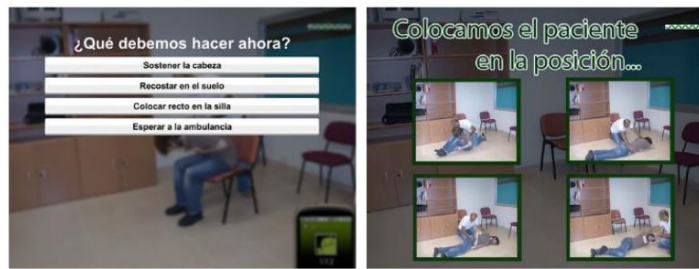 ¿Qué debemos hacer ahora?
Sostener la cabeza
Recostar en el suelo
Colocar recto en la silla
Esperar a la ambulancia
112
Colocamos el paciente
en la posición...